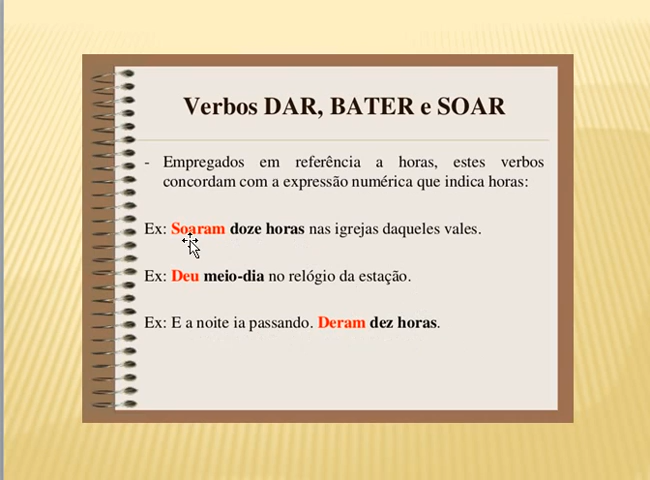 Verbos DAR, BATER e SOAR
- Empregados em referência a horas, estes verbos
concordam com a expressão numérica que indica horas:
Ex: Soaram doze horas nas igrejas daqueles vales.
Ex: Deu meio-dia no relógio da estação.
Ex: E a noite ia passando. Deram dez horas.